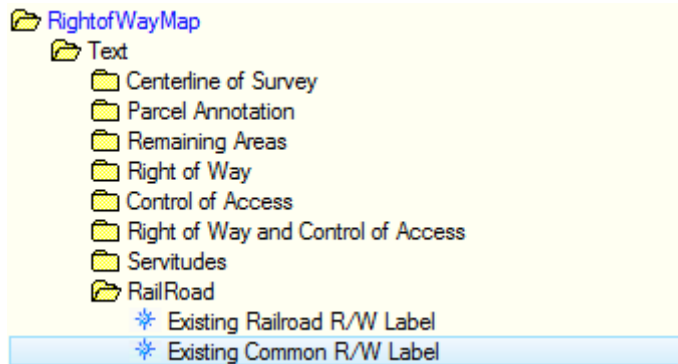 RightofWayMap
Text
Centerline of Survey
Parcel Annotation
Remaining Areas
Right of Way
Control of Access
Right of Way and Control of Access
Servitudes
RailRoad
Existing Railroad R/W Label
Existing Common R/W Label